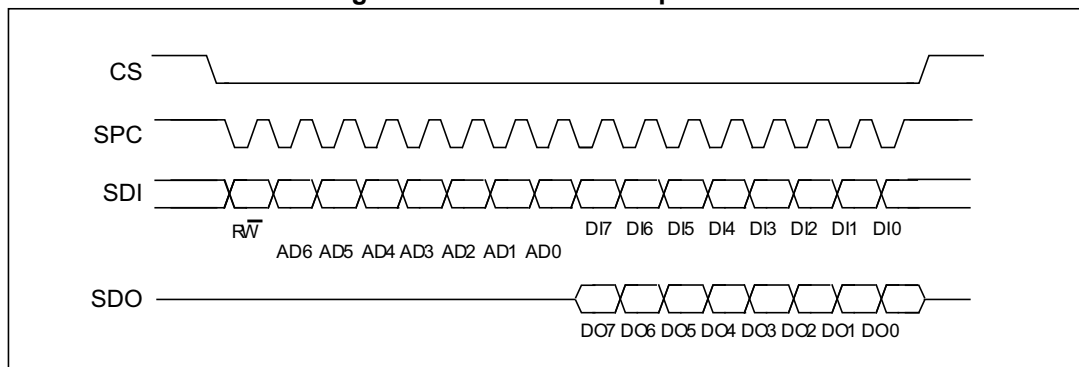 CS
SPC
SDI
RW
DI7 DI6 DI5 DI4 DI3 DI2 DI1 DI0
AD6 AD5 AD4 AD3 AD2 AD1 AD0
SDO
DO7 DO6 DO5 DO4 DO3 DO2 DO1 DO0